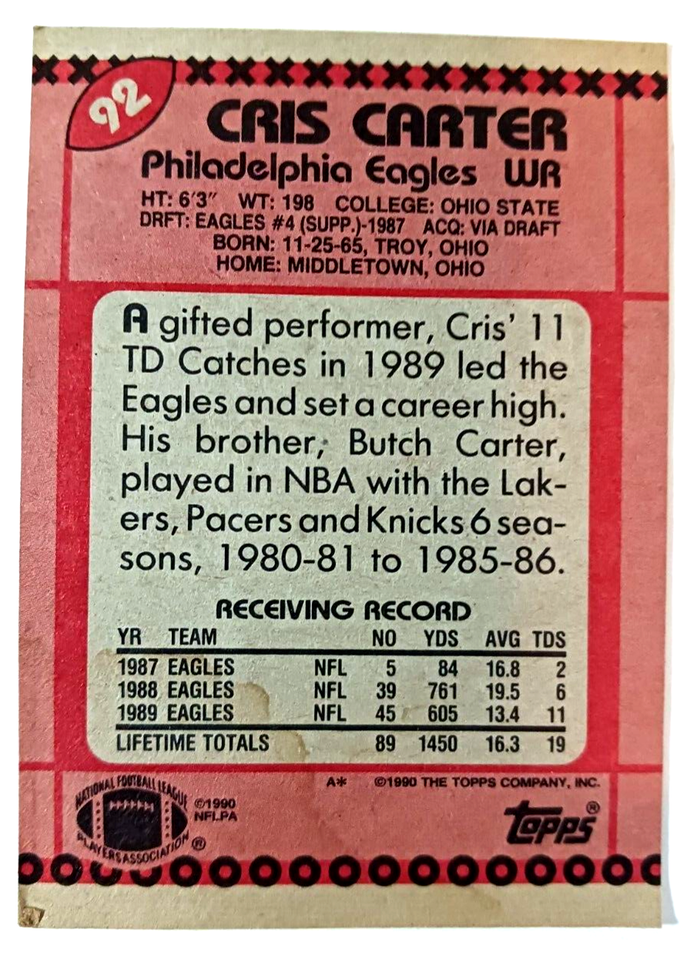 92
CRIS CARTER
Philadelphia Eagles WR
HT: 6'3" WT: 198 COLLEGE: OHIO STATE
DRFT: EAGLES #4 (SUPP.)-1987 ACQ: VIA DRAFT
BORN: 11-25-65, TROY, OHIO
HOME: MIDDLETOWN, OHIO
A gifted performer, Cris' 11
TD Catches in 1989 led the
Eagles and set a career high.
His brother, Butch Carter,
played in NBA with the Lak-
ers, Pacers and Knicks 6 sea-
sons, 1980-81 to 1985-86.
RECEIVING RECORD
YR TEAM NO YDS AVG TDS
1987 EAGLES NFL 5 84 16.8 2
1988 EAGLES NFL 39 761 19.5 6
1989 EAGLES NFL 45 605 13.4 11
LIFETIME TOTALS 89 1450 16.3 19
A* ©1990 THE TOPPS COMPANY, INC.
NATIONAL FOOTBALL LEAGUE
PLAYERS ASSOCIATION ®
©1990
NFLPA
Topps ®